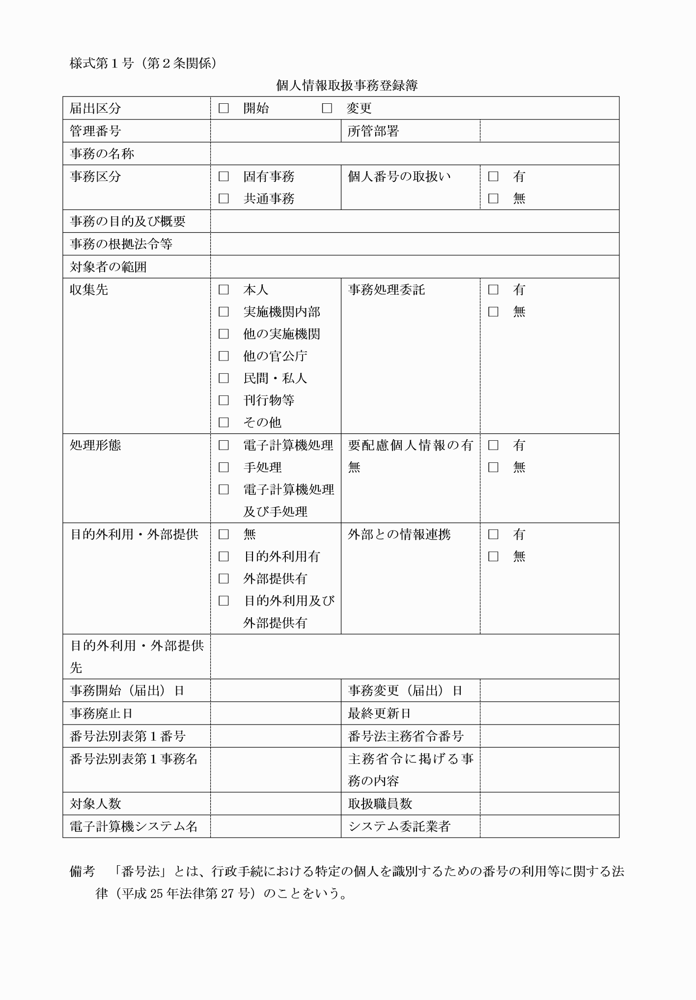 様式第１号（第２条関係）
個人情報取扱事務登録簿
届出区分 □ 開始 □ 変更
管理番号 所管部署
事務の名称
事務区分 □ 固有事務 個人番号の取扱い □ 有
□ 共通事務 □ 無
事務の目的及び概要
事務の根拠法令等
対象者の範囲
収集先 □ 本人 事務処理委託 □ 有
□ 実施機関内部 □ 無
□ 他の実施機関
□ 他の官公庁
□ 民間・私人
□ 刊行物等
□ その他
処理形態 □ 電子計算機処理 要配慮個人情報の有 □ 有
□ 手処理 無 □ 無
□ 電子計算機処理
及び手処理
目的外利用・外部提供 □ 無 外部との情報連携 □ 有
□ 目的外利用有 □ 無
□ 外部提供有
□ 目的外利用及び
外部提供有
目的外利用・外部提供
先
事務開始（届出）日 事務変更（届出）日
事務廃止日 最終更新日
番号法別表第１番号 番号法主務省令番号
番号法別表第１事務名 主務省令に掲げる事
務の内容
対象人数 取扱職員数
電子計算機システム名 システム委託業者
備考 「番号法」とは、行政手続における特定の個人を識別するための番号の利用等に関する法
律（平成 25 年法律第 27 号）のことをいう。